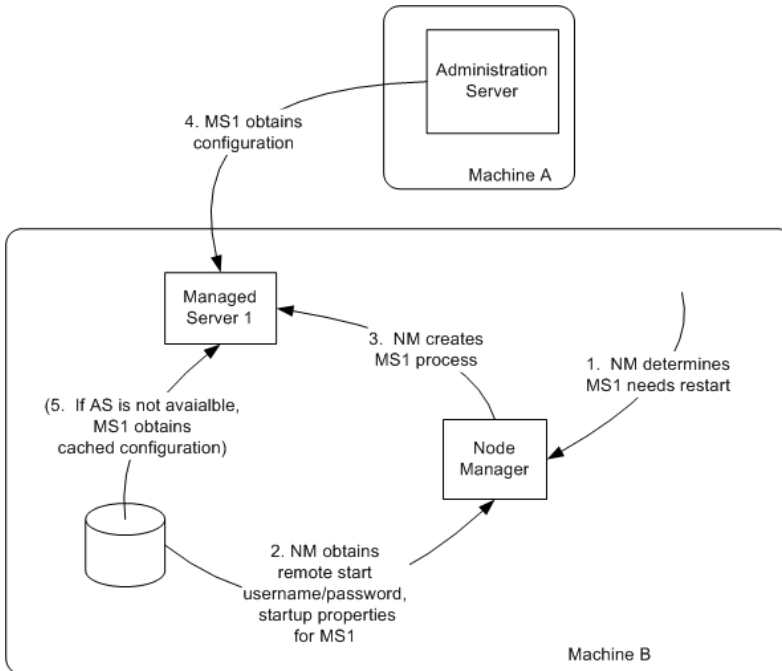 Administration
Server
Machine A
4. MS1 obtains
configuration
Managed
Server 1
3. NM creates
MS1 process
1. NM determines
MS1 needs restart
(5. If AS is not avaialble,
MS1 obtains
cached configuration)
Node
Manager
2. NM obtains
remote start
username/password,
startup properties
for MS1
Machine B